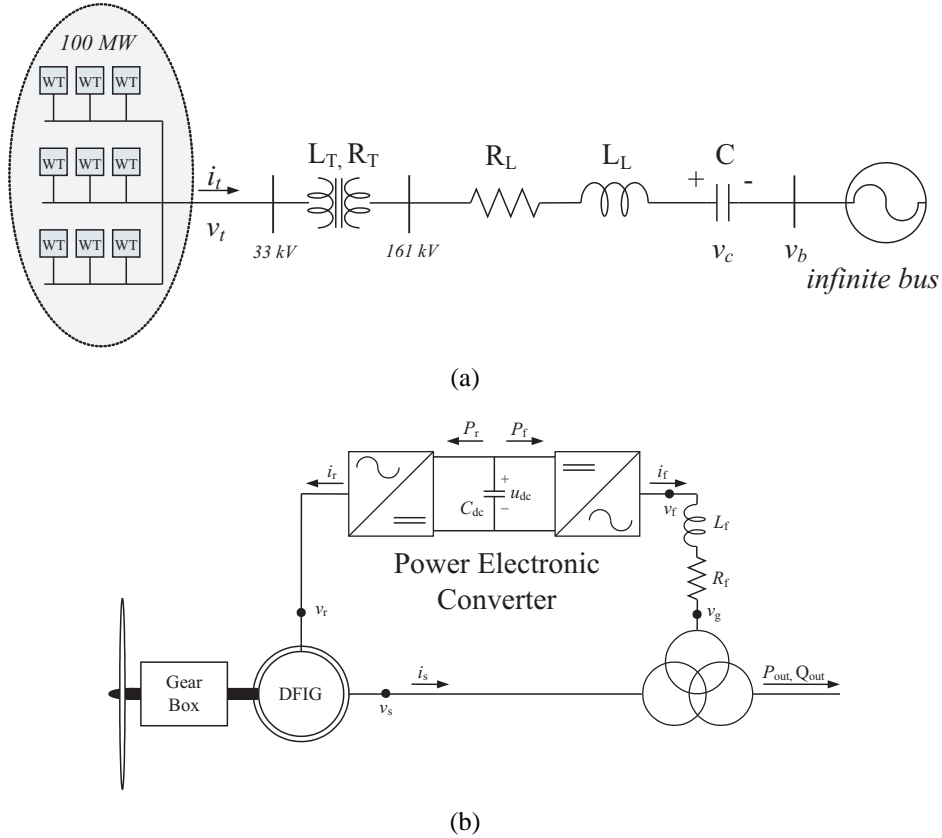 100 MW
WT WT WT
WT WT WT
WT WT WT
i_t
v_t
33 kV
L_T, R_T
161 kV
R_L
L_L
+ C -
v_c
v_b
infinite bus
(a)
P_r P_f
i_r
C_dc
+
u_dc
−
i_f
v_f
L_f
R_f
v_g
Power Electronic
Converter
v_r
Gear
Box
DFIG
i_s
v_s
P_out, Q_out
(b)